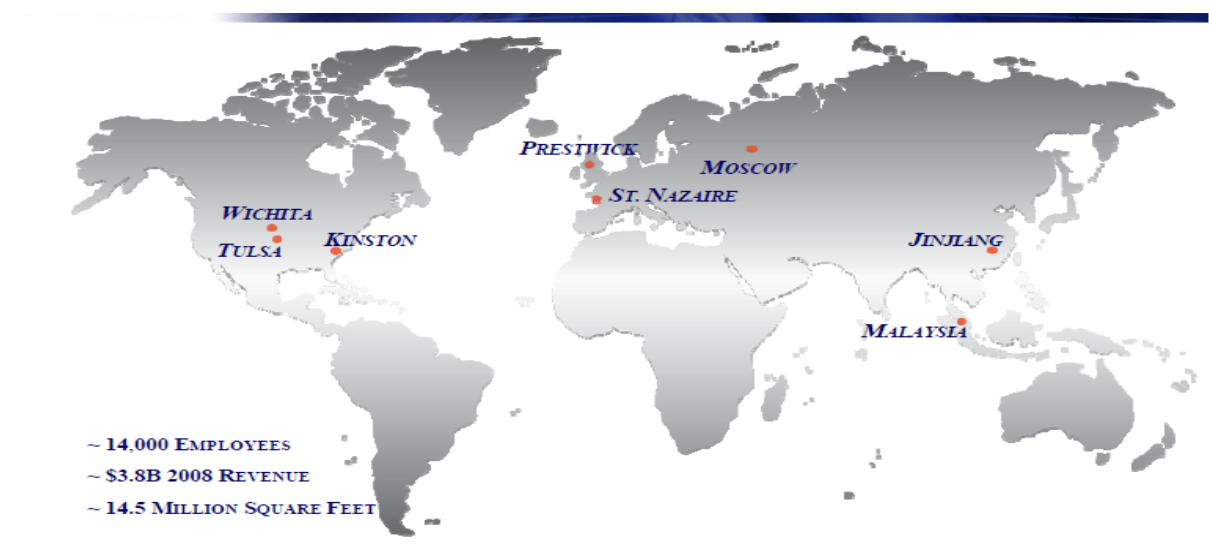 PRESTWICK
MOSCOW
ST. NAZAIRE
WICHITA
TULSA
KINSTON
JINJIANG
MALAYSIA
~ 14,000 EMPLOYEES
~ $3.8B 2008 REVENUE
~ 14.5 MILLION SQUARE FEET